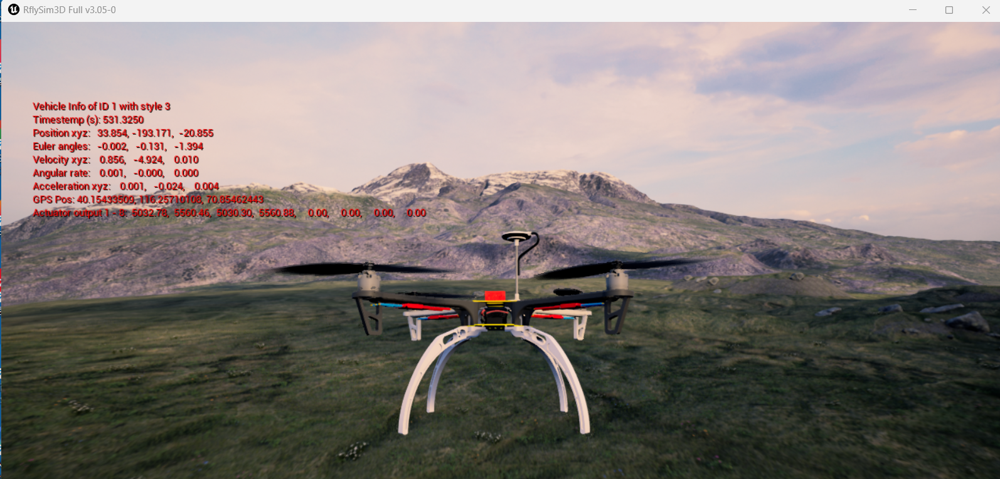 RflySim3D Full v3.05-0
Vehicle Info of ID 1 with style 3
Timestemp (s): 531.3250
Position xyz: 33.854, -193.171, -20.855
Euler angles: -0.002, -0.131, -1.394
Velocity xyz: 0.856, -4.924, 0.010
Angular rate: 0.001, -0.000, 0.000
Acceleration xyz: 0.001, -0.024, 0.004
GPS Pos: 40.15433509, 116.25710108, 70.85462443
Actuator output 1 - 8: 5032.78, 5560.46, 5030.30, 5560.88, 0.00, 0.00, 0.00, 0.00